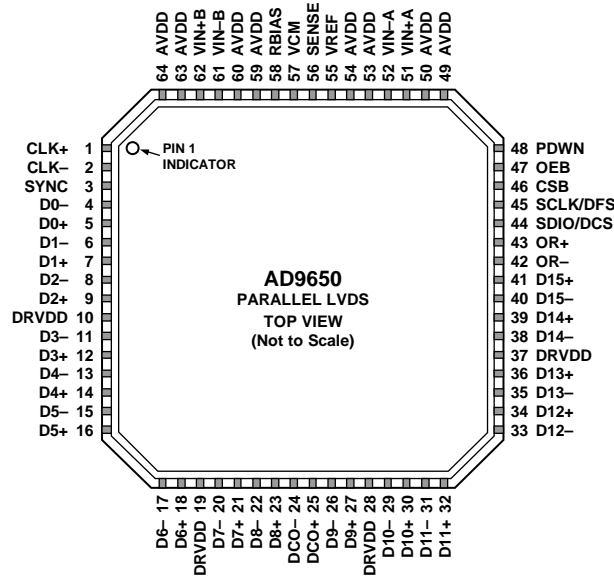 64 AVDD
63 AVDD
62 VIN+B
61 VIN–B
60 AVDD
59 AVDD
58 RBIAS
57 VCM
56 SENSE
55 VREF
54 AVDD
53 AVDD
52 VIN–A
51 VIN+A
50 AVDD
49 AVDD
CLK+ 1
CLK– 2
SYNC 3
D0– 4
D0+ 5
D1– 6
D1+ 7
D2– 8
D2+ 9
DRVDD 10
D3– 11
D3+ 12
D4– 13
D4+ 14
D5– 15
D5+ 16
PIN 1
INDICATOR
AD9650
PARALLEL LVDS
TOP VIEW
(Not to Scale)
48 PDWN
47 OEB
46 CSB
45 SCLK/DFS
44 SDIO/DCS
43 OR+
42 OR–
41 D15+
40 D15–
39 D14+
38 D14–
37 DRVDD
36 D13+
35 D13–
34 D12+
33 D12–
D6– 17
D6+ 18
DRVDD 19
D7– 20
D7+ 21
D8– 22
D8+ 23
DCO– 24
DCO+ 25
D9– 26
D9+ 27
DRVDD 28
D10– 29
D10+ 30
D11– 31
D11+ 32